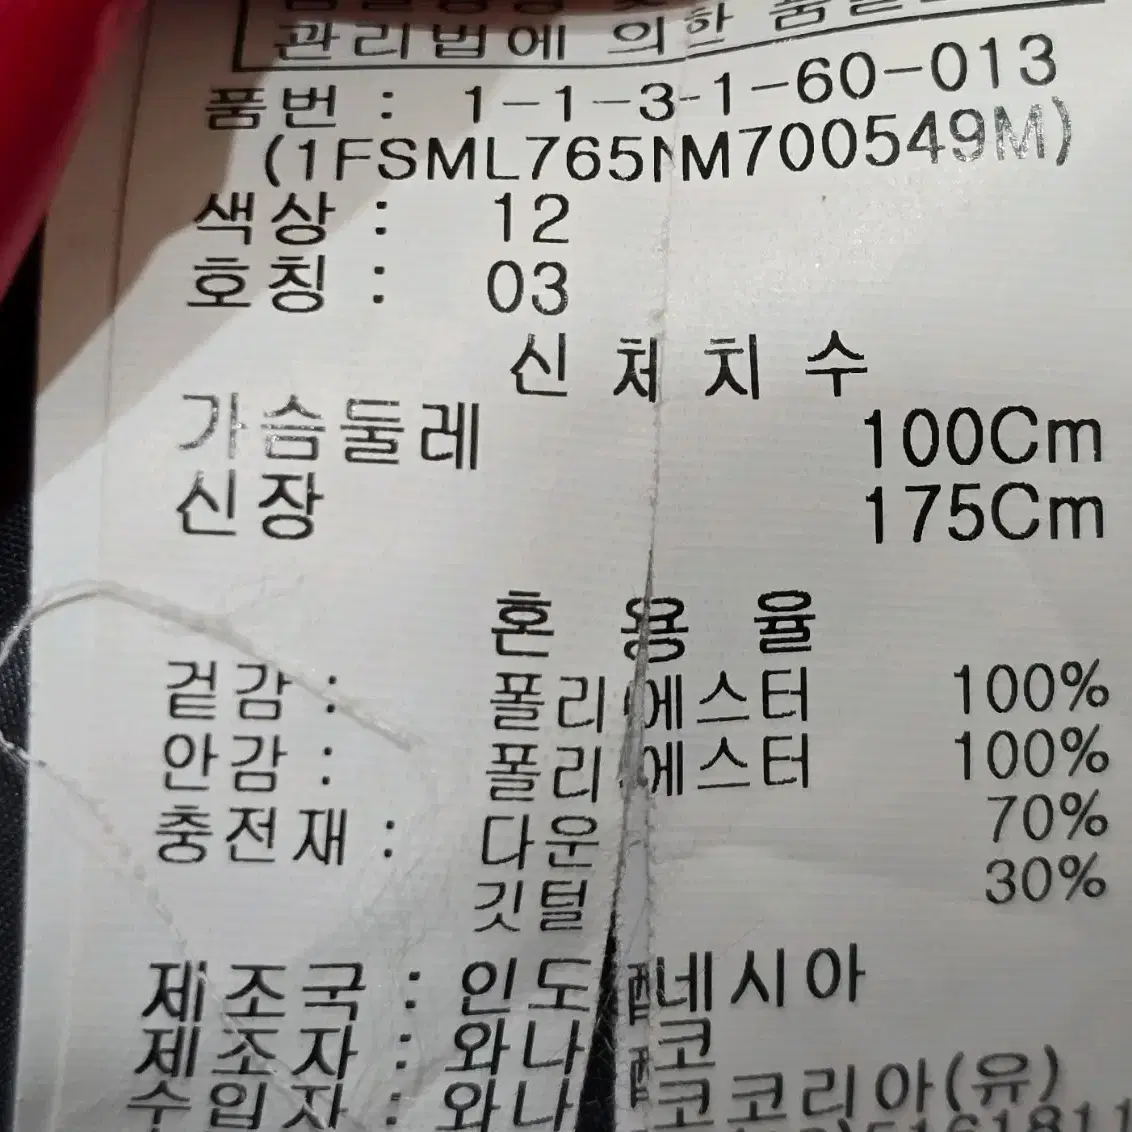 관리법에 의한 품질
품번 : 1-1-3-1-60-013
(1FSML765NM700549M)
색상 : 12
호칭 : 03
신체치수
가슴둘레 100Cm
신장 175Cm
혼용율
겉감 : 폴리에스터 100%
안감 : 폴리에스터 100%
충전재 : 다운 70%
깃털 30%
제조국 : 인도네시아
제조자 : 와나코
수입자 : 와나코코리아(유)